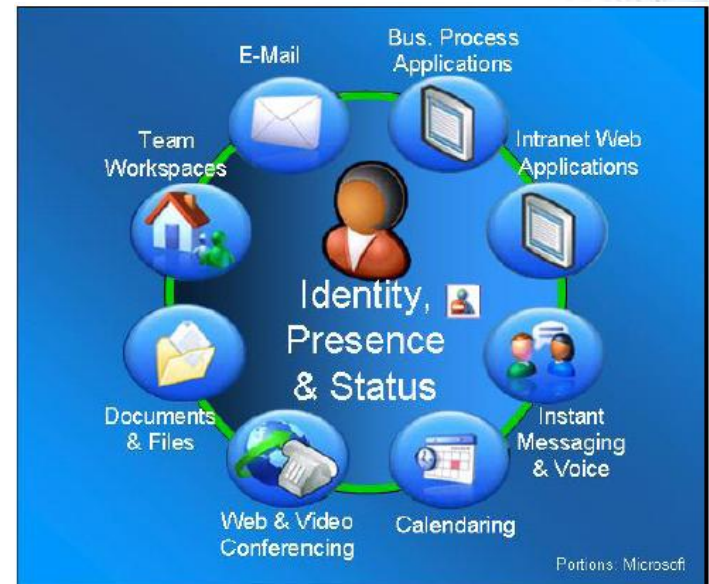 E-Mail
Bus. Process
Applications
Team
Workspaces
Intranet Web
Applications
Identity,
Presence
& Status
Documents
& Files
Instant
Messaging
& Voice
Web & Video
Conferencing
Calendaring
Portions: Microsoft